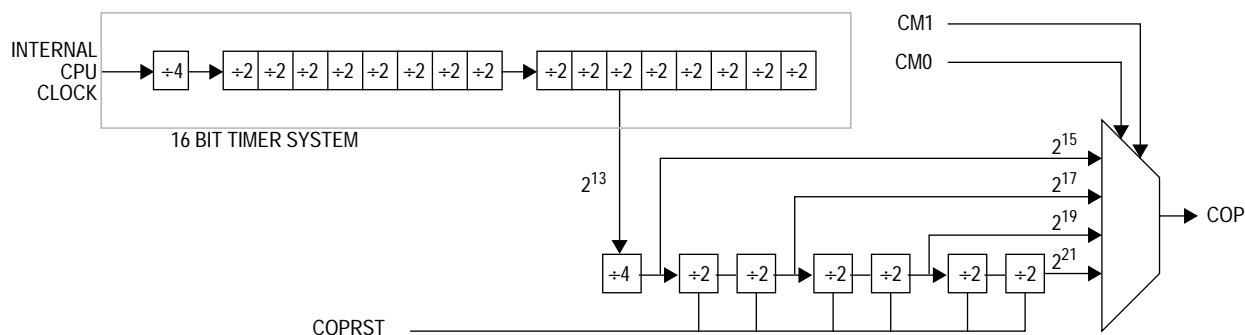 CM1
INTERNAL
CPU
CLOCK
÷4
÷2 ÷2 ÷2 ÷2 ÷2 ÷2 ÷2 ÷2
÷2 ÷2 ÷2 ÷2 ÷2 ÷2 ÷2 ÷2
CM0
16 BIT TIMER SYSTEM
2¹⁵
2¹³
2¹⁷
2¹⁹
COP
2²¹
÷4 ÷2 ÷2 ÷2 ÷2 ÷2 ÷2
COPRST